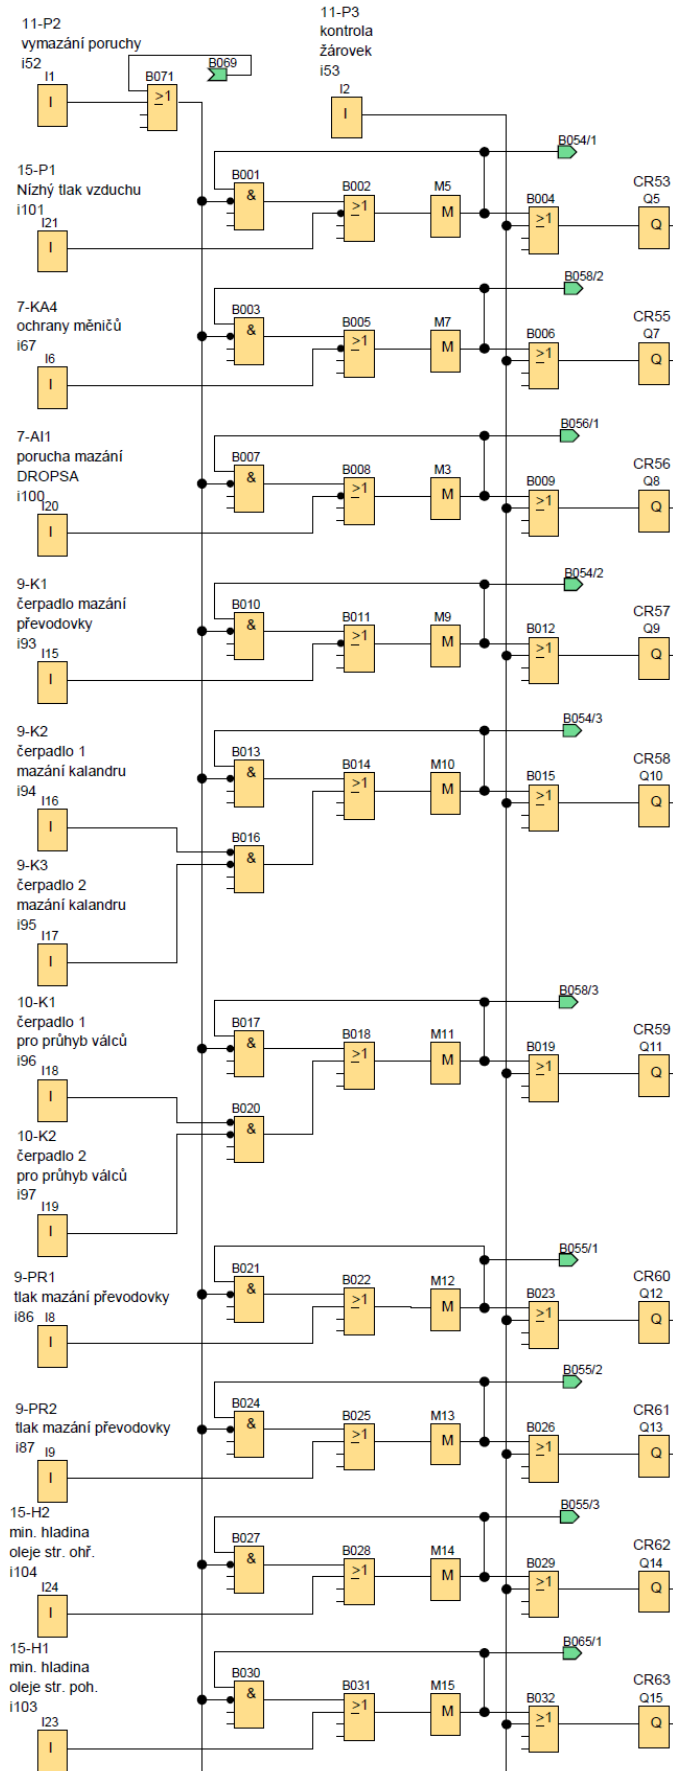 11-P2
vymazání poruchy
i52
I1
I
B071
>1
B069
11-P3
kontrola
žárovek
i53
I2
I
B054/1
15-P1
Nízhý tlak vzduchu
i101
I21
I
B001
&
B002
>1
M5
M
B004
>1
CR53
Q5
Q
B058/2
7-KA4
ochrany měničů
i67
I6
I
B003
&
B005
>1
M7
M
B006
>1
CR55
Q7
Q
B056/1
7-AI1
porucha mazání
DROPSA
i100
I20
I
B007
&
B008
>1
M3
M
B009
>1
CR56
Q8
Q
B054/2
9-K1
čerpadlo mazání
převodovky
i93
I15
I
B010
&
B011
>1
M9
M
B012
>1
CR57
Q9
Q
B054/3
9-K2
čerpadlo 1
mazání kalandru
i94
I16
I
B013
&
B014
>1
M10
M
B015
>1
CR58
Q10
Q
B016
&
9-K3
čerpadlo 2
mazání kalandru
i95
I17
I
B058/3
10-K1
čerpadlo 1
pro průhyb válců
i96
I18
I
B017
&
B018
>1
M11
M
B019
>1
CR59
Q11
Q
B020
&
10-K2
čerpadlo 2
pro průhyb válců
i97
I19
I
B055/1
9-PR1
tlak mazání převodovky
i86
I8
I
B021
&
B022
>1
M12
M
B023
>1
CR60
Q12
Q
B055/2
9-PR2
tlak mazání převodovky
i87
I9
I
B024
&
B025
>1
M13
M
B026
>1
CR61
Q13
Q
B055/3
15-H2
min. hladina
oleje str. ohř.
i104
I24
I
B027
&
B028
>1
M14
M
B029
>1
CR62
Q14
Q
B065/1
15-H1
min. hladina
oleje str. poh.
i103
I23
I
B030
&
B031
>1
M15
M
B032
>1
CR63
Q15
Q